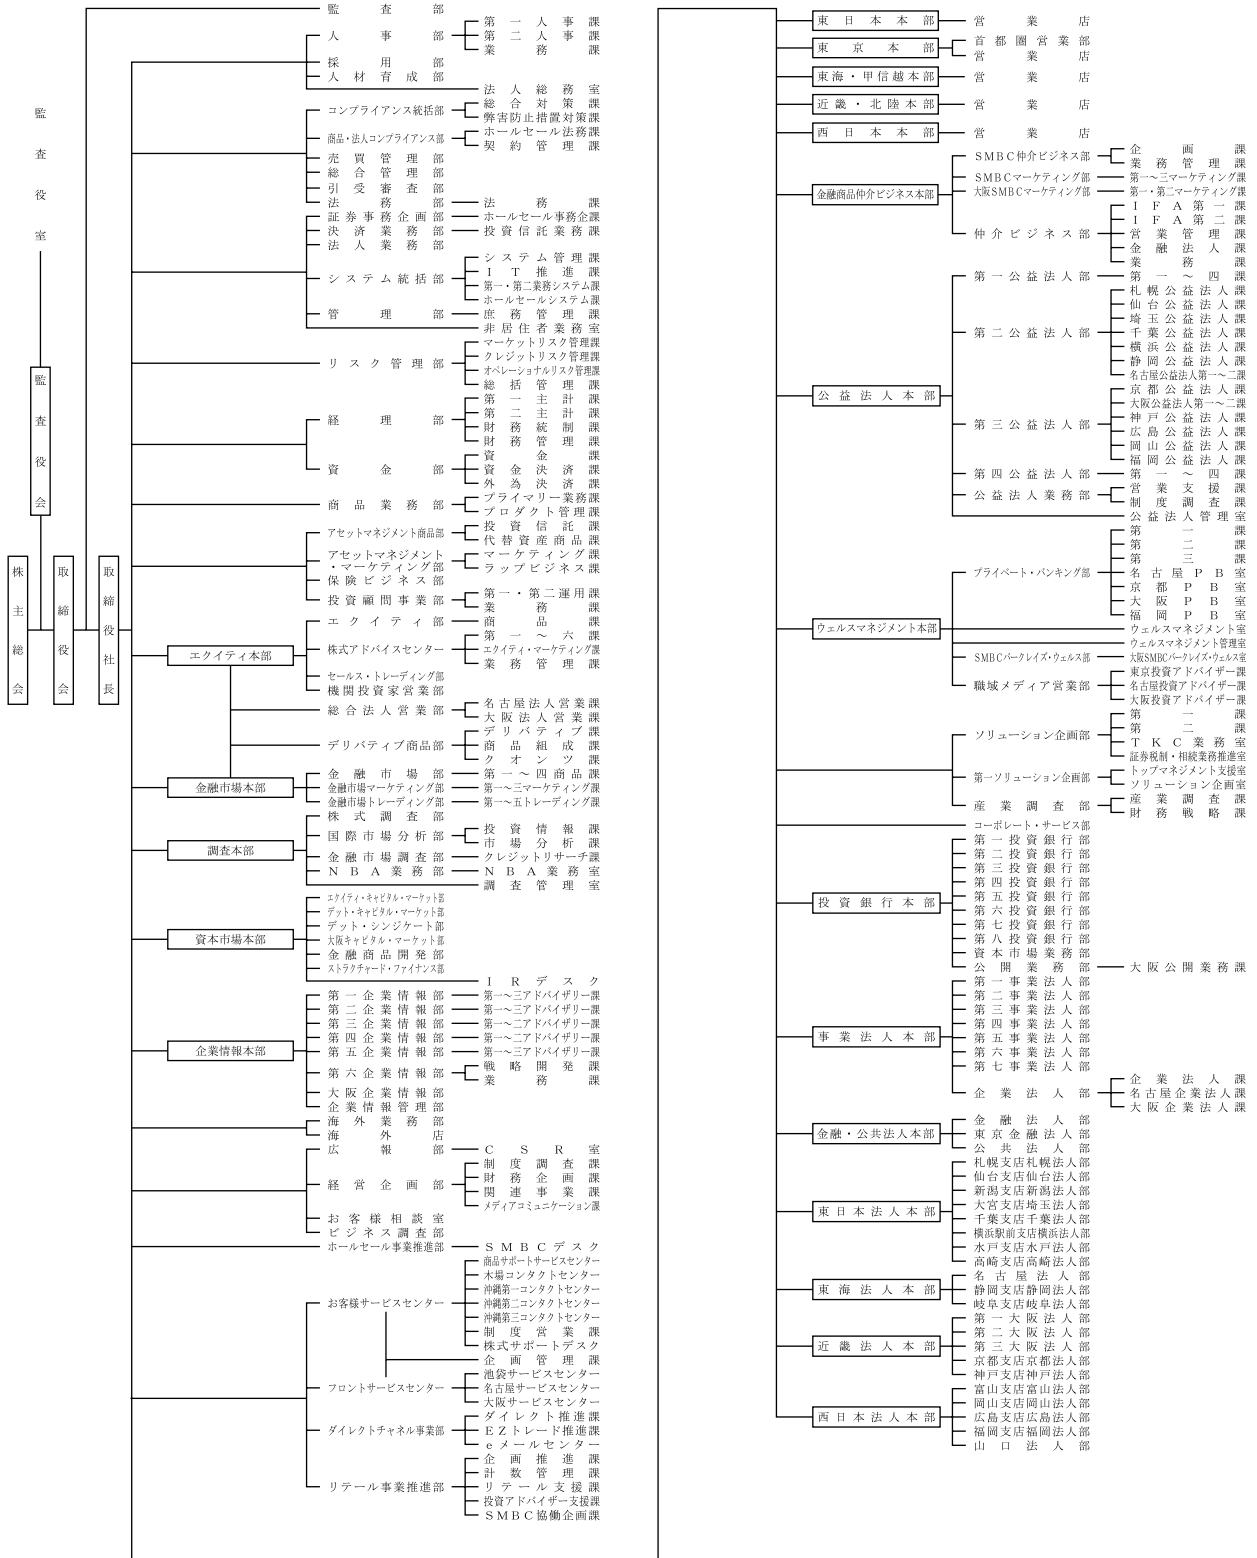 監査役室
監査役会
株主総会
取締役会
取締役社長
監査部
人事部
第一人事課
第二人事課
業務課
採用部
人材育成部
法人総務室
コンプライアンス統括部
総合対策課
弊害防止措置対策課
商品・法人コンプライアンス部
ホールセール法務課
契約管理課
売買管理部
総合管理部
引受審査部
法務部
法務課
証券事務企画部
ホールセール事務企課
決済業務部
投資信託業務課
法人業務部
システム統括部
システム管理課
IT推進課
第一・第二業務システム課
ホールセールシステム課
管理部
庶務管理課
非居住者業務室
リスク管理部
マーケットリスク管理課
クレジットリスク管理課
オペレーショナルリスク管理課
総括管理課
経理部
第一主計課
第二主計課
財務統制課
財務管理課
資金部
資金課
資金決済課
外為決済課
商品業務部
プライマリー業務課
プロダクト管理課
アセットマネジメント商品部
投資信託課
代替資産商品課
アセットマネジメント
・マーケティング部
マーケティング課
ラップビジネス課
保険ビジネス部
投資顧問事業部
第一・第二運用課
業務課
エクイティ本部
エクイティ部
商品課
株式アドバイスセンター
第一～六課
エクイティ・マーケティング課
業務管理課
セールス・トレーディング部
機関投資家営業部
総合法人営業部
名古屋法人営業課
大阪法人営業課
デリバティブ商品部
デリバティブ課
商品組成課
クオンツ課
金融市場本部
金融市場部
第一～四商品課
金融市場マーケティング部
第一～三マーケティング課
金融市場トレーディング部
第一～五トレーディング課
調査本部
株式調査部
国際市場分析部
投資情報課
市場分析課
金融市場調査部
クレジットリサーチ課
NBA業務部
NBA業務室
調査管理室
資本市場本部
エクイティ・キャピタル・マーケット部
デット・キャピタル・マーケット部
デット・シンジケート部
大阪キャピタル・マーケット部
金融商品開発部
ストラクチャード・ファイナンス部
IRデスク
企業情報本部
第一企業情報部
第一～三アドバイザリー課
第二企業情報部
第一～三アドバイザリー課
第三企業情報部
第一～二アドバイザリー課
第四企業情報部
第一～二アドバイザリー課
第五企業情報部
第一～三アドバイザリー課
第六企業情報部
戦略開発課
業務課
大阪企業情報部
企業情報管理部
海外業務部
海外店
広報部
CSR室
経営企画部
制度調査課
財務企画課
関連事業課
メディアコミュニケーション課
お客様相談室
ビジネス調査部
ホールセール事業推進部
SMBCデスク
お客様サービスセンター
商品サポートサービスセンター
木場コンタクトセンター
沖縄第一コンタクトセンター
沖縄第二コンタクトセンター
沖縄第三コンタクトセンター
制度営業課
株式サポートデスク
企画管理課
フロントサービスセンター
池袋サービスセンター
名古屋サービスセンター
大阪サービスセンター
ダイレクトチャネル事業部
ダイレクト推進課
EZトレード推進課
eメールセンター
リテール事業推進部
企画推進課
計数管理課
リテール支援課
投資アドバイザー支援課
SMBC協働企画課
東日本本部
営業店
東京本部
首都圏営業部
営業店
東海・甲信越本部
営業店
近畿・北陸本部
営業店
西日本本部
営業店
金融商品仲介ビジネス本部
SMBC仲介ビジネス部
企画課
業務管理課
SMBCマーケティング部
第一～三マーケティング課
大阪SMBCマーケティング部
第一・第二マーケティング課
仲介ビジネス部
IFA第一課
IFA第二課
営業管理課
金融法人課
業務課
公益法人本部
第一公益法人部
第一～四課
第二公益法人部
札幌公益法人課
仙台公益法人課
埼玉公益法人課
千葉公益法人課
横浜公益法人課
静岡公益法人課
名古屋公益法人第一～二課
第三公益法人部
京都公益法人課
大阪公益法人第一～二課
神戸公益法人課
広島公益法人課
岡山公益法人課
福岡公益法人課
第四公益法人部
第一～四課
公益法人業務部
営業支援課
制度調査課
公益法人管理室
ウェルスマネジメント本部
プライベート・バンキング部
第一課
第二課
第三課
名古屋PB室
京都PB室
大阪PB室
福岡PB室
ウェルスマネジメント室
ウェルスマネジメント管理室
SMBCバークレイズ・ウェルス部
大阪SMBCバークレイズ・ウェルス室
職域メディア営業部
東京投資アドバイザー課
名古屋投資アドバイザー課
大阪投資アドバイザー課
ソリューション企画部
第一課
第二課
TKC業務室
証券税制・相続業務推進室
第一ソリューション企画部
トップマネジメント支援室
ソリューション企画室
産業調査部
産業調査課
財務戦略課
コーポレート・サービス部
投資銀行本部
第一投資銀行部
第二投資銀行部
第三投資銀行部
第四投資銀行部
第五投資銀行部
第六投資銀行部
第七投資銀行部
第八投資銀行部
資本市場業務部
公開業務部
大阪公開業務課
事業法人本部
第一事業法人部
第二事業法人部
第三事業法人部
第四事業法人部
第五事業法人部
第六事業法人部
第七事業法人部
企業法人部
企業法人課
名古屋企業法人課
大阪企業法人課
金融・公共法人本部
金融法人部
東京金融法人部
公共法人部
東日本法人本部
札幌支店札幌法人部
仙台支店仙台法人部
新潟支店新潟法人部
大宮支店埼玉法人部
千葉支店千葉法人部
横浜駅前支店横浜法人部
水戸支店水戸法人部
高崎支店高崎法人部
東海法人本部
名古屋法人部
静岡支店静岡法人部
岐阜支店岐阜法人部
近畿法人本部
第一大阪法人部
第二大阪法人部
第三大阪法人部
京都支店京都法人部
神戸支店神戸法人部
西日本法人本部
富山支店富山法人部
岡山支店岡山法人部
広島支店広島法人部
福岡支店福岡法人部
山口法人部